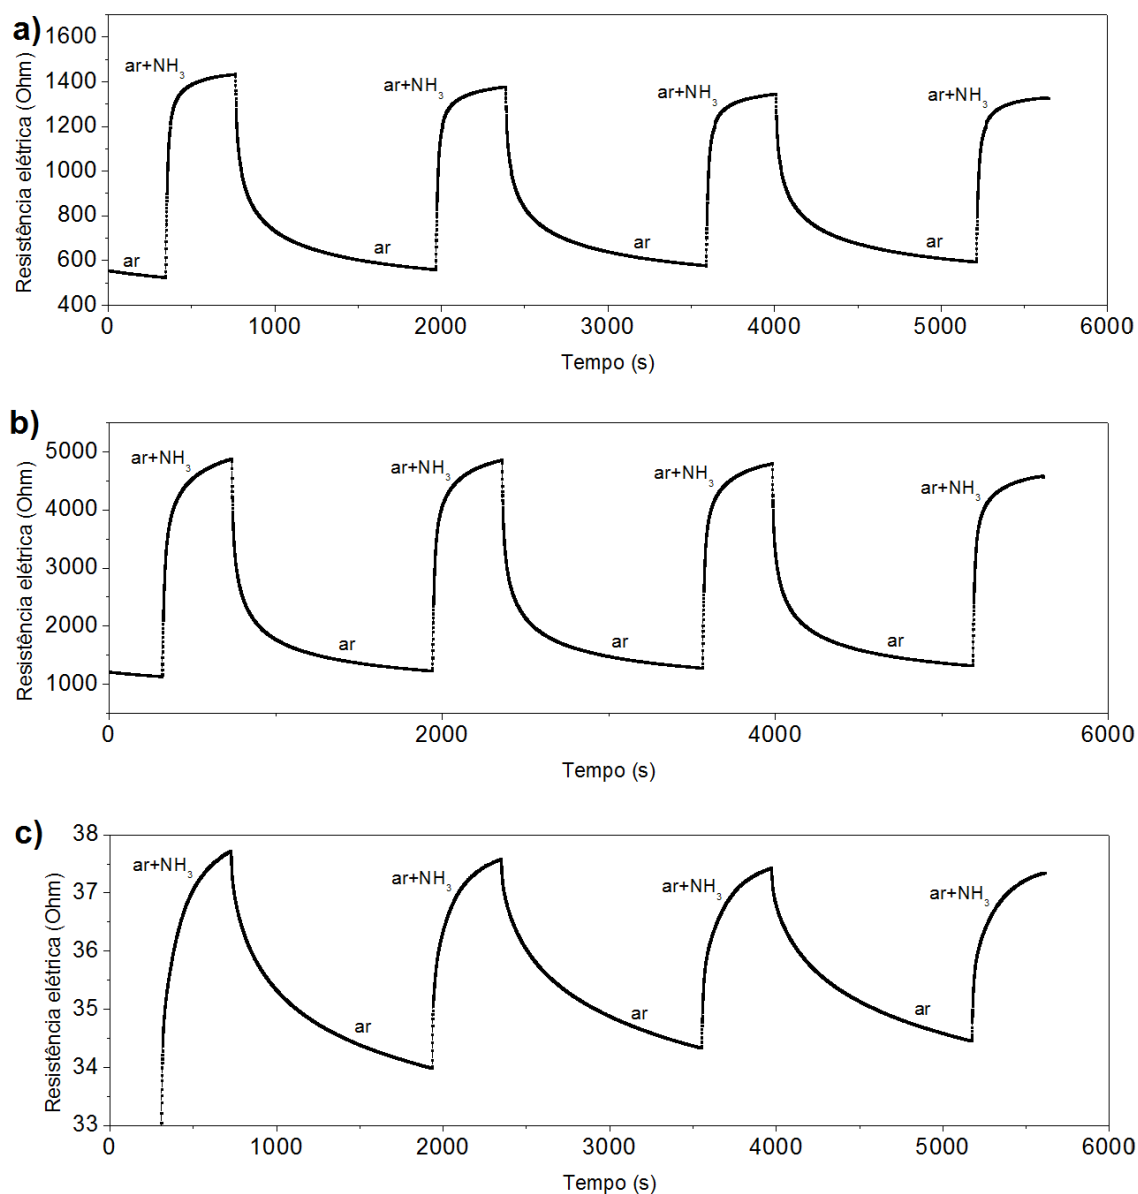 a)
Resistência elétrica (Ohm)
1600
1400
1200
1000
800
600
400
ar+NH₃ ar+NH₃ ar+NH₃ ar+NH₃
ar ar ar ar
0 1000 2000 3000 4000 5000 6000
Tempo (s)
b)
Resistência elétrica (Ohm)
5000
4000
3000
2000
1000
ar+NH₃ ar+NH₃ ar+NH₃ ar+NH₃
ar ar ar
0 2000 4000 6000
Tempo (s)
c)
Resistência elétrica (Ohm)
38
37
36
35
34
33
ar+NH₃ ar+NH₃ ar+NH₃ ar+NH₃
ar ar ar
0 1000 2000 3000 4000 5000 6000
Tempo (s)